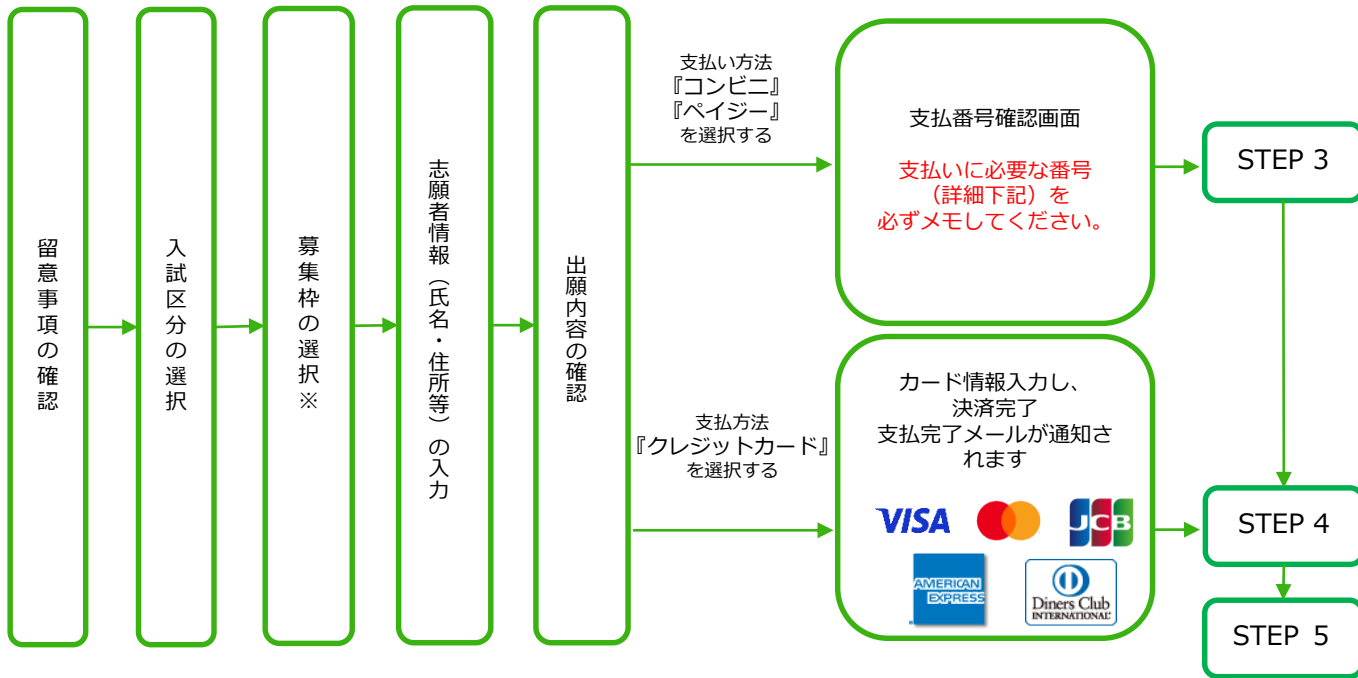 留意事項の確認
入試区分の選択
募集枠の選択※
志願者情報（氏名・住所等）の入力
出願内容の確認
支払い方法
『コンビニ』
『ペイジー』
を選択する
支払番号確認画面
支払いに必要な番号
（詳細下記）を
必ずメモしてください。
STEP 3
支払方法
『クレジットカード』
を選択する
カード情報入力し、
決済完了
支払完了メールが通知さ
れます
VISA
JCB
AMERICAN
EXPRESS
Diners Club
INTERNATIONAL
STEP 4
STEP 5